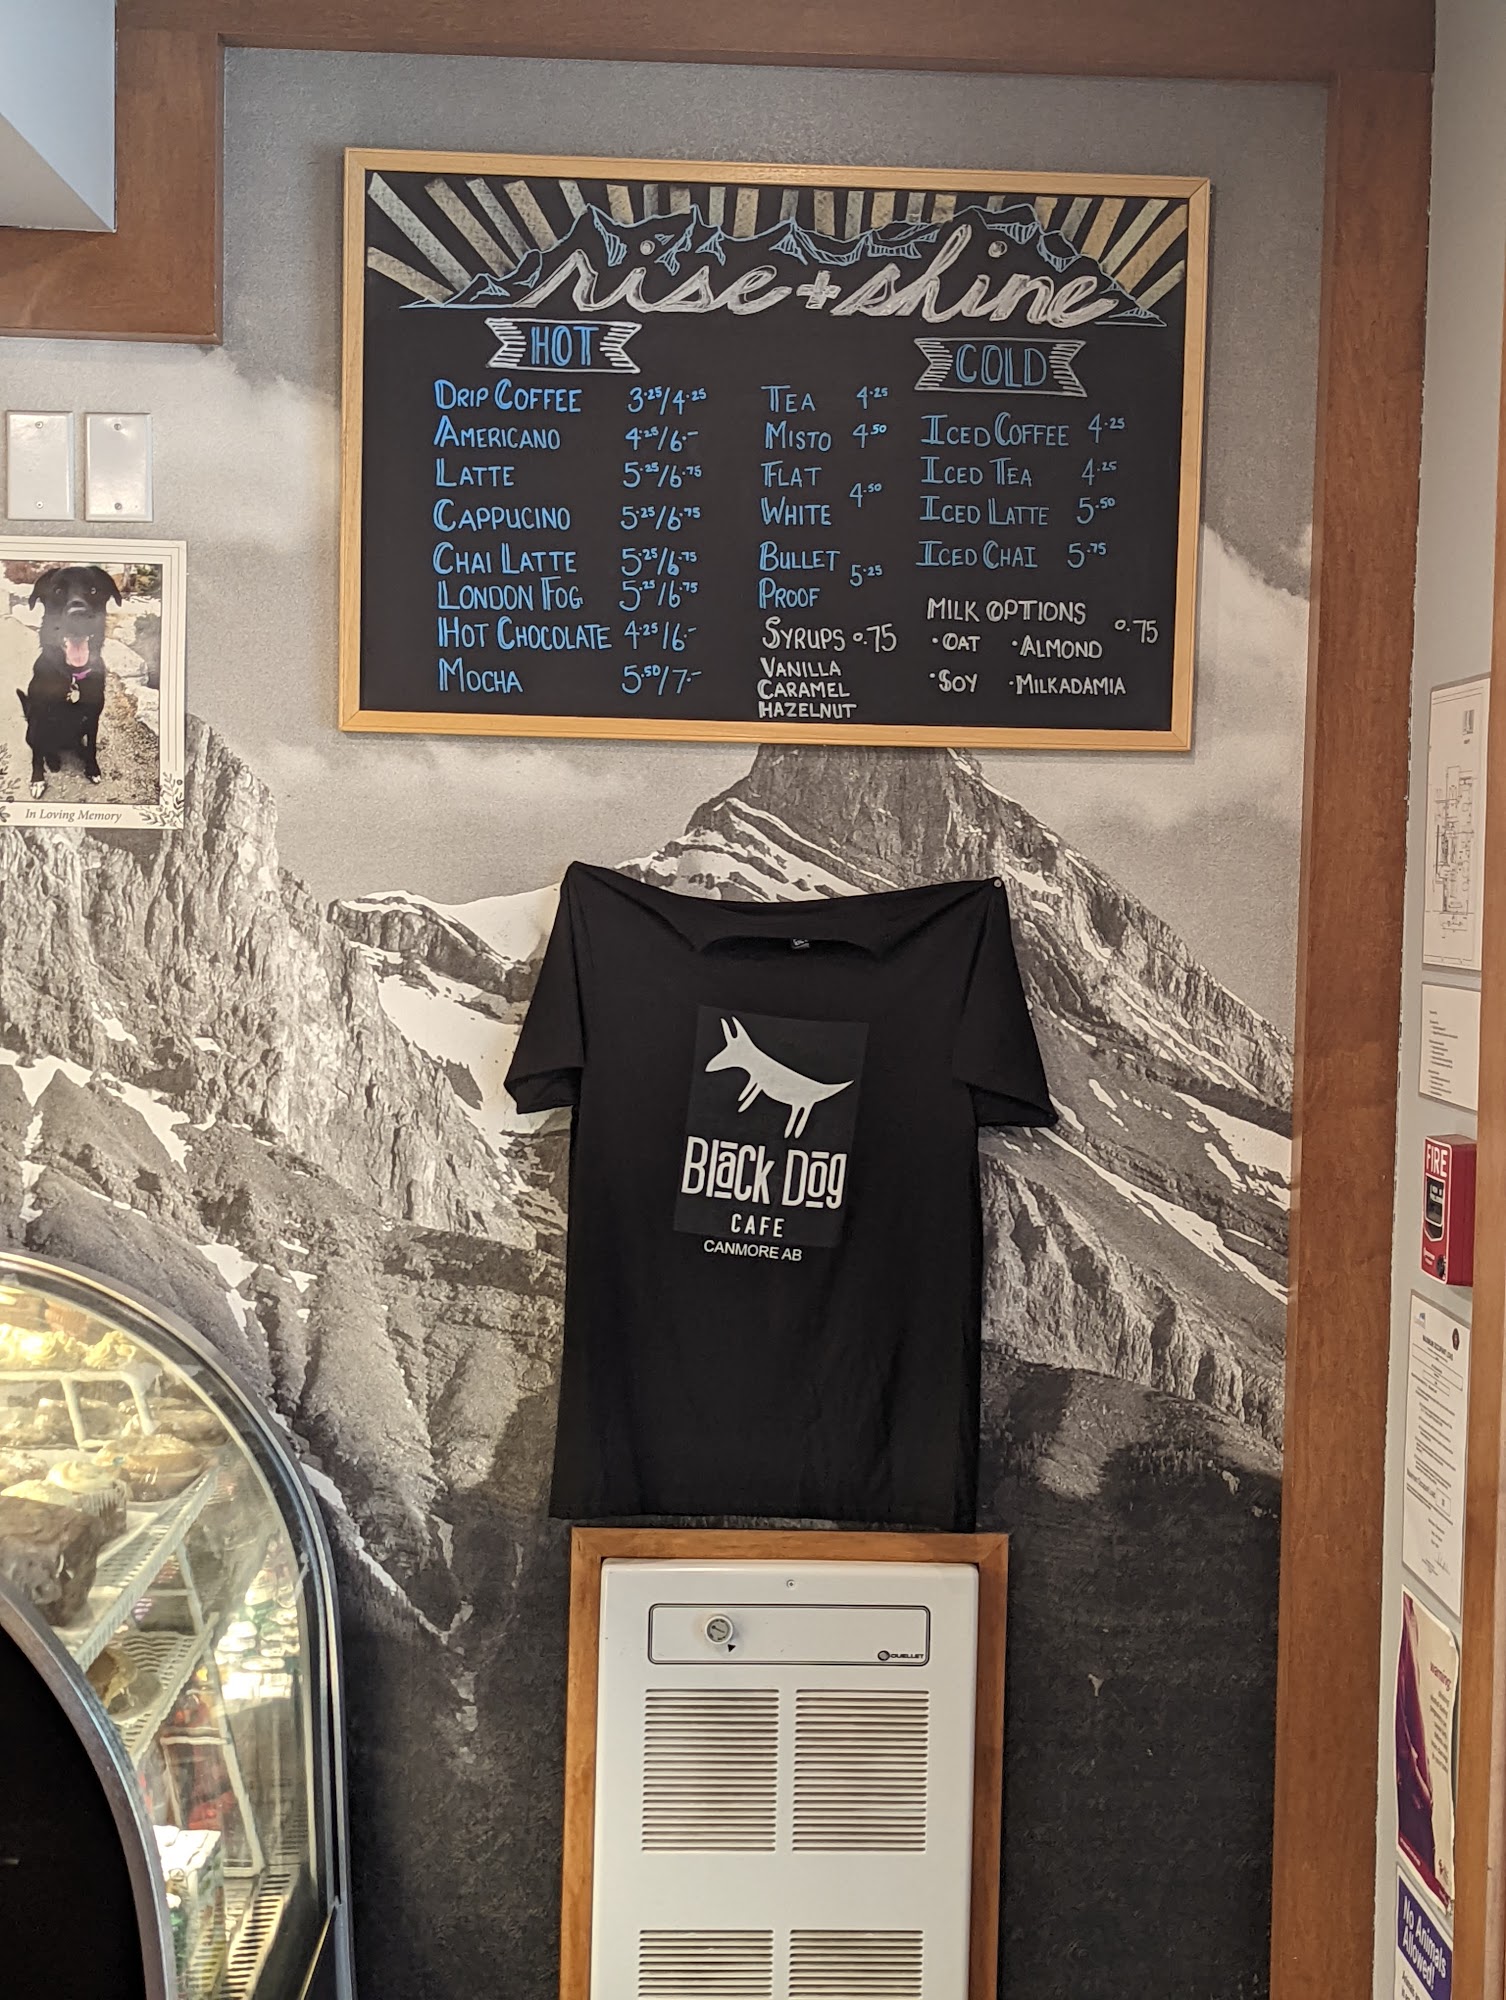 rise + shine
HOT
DRIP COFFEE 3.25/4.25
AMERICANO 4.25/6.-
LATTE 5.25/6.75
CAPPUCINO 5.25/6.75
CHAI LATTE 5.25/6.75
LONDON FOG 5.25/6.75
HOT CHOCOLATE 4.25/6.-
MOCHA 5.50/7.-
TEA 4.25
MISTO 4.50
FLAT
WHITE 4.50
BULLET
PROOF 5.25
SYRUPS 0.75
VANILLA
CARAMEL
HAZELNUT
COLD
ICED COFFEE 4.25
ICED TEA 4.25
ICED LATTE 5.50
ICED CHAI 5.75
MILK OPTIONS 0.75
·OAT ·ALMOND
·SOY ·MILKADAMIA
In Loving Memory
Black Dog
CAFE
CANMORE AB
OUELLET
FIRE
warning:
No Animals
Allowed!